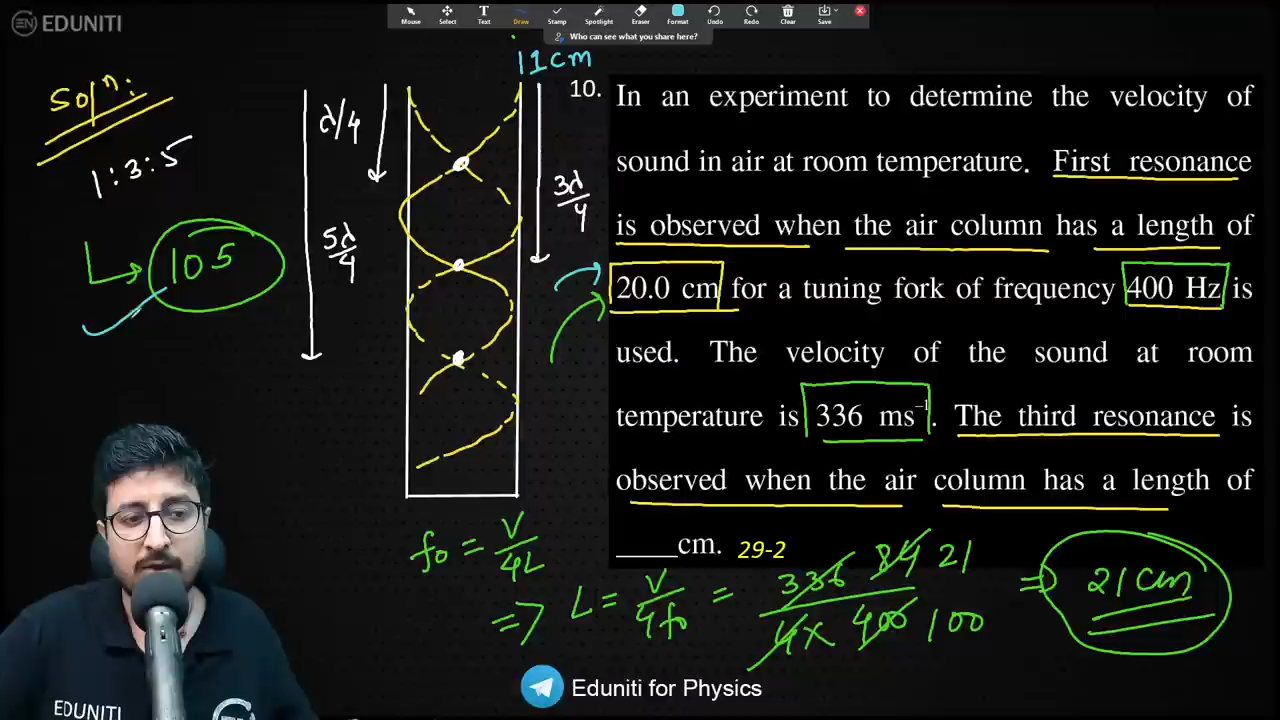 EDUNITI
Mouse Select Text Draw Stamp Spotlight Eraser Format Undo Redo Clear Save
Who can see what you share here?
Solⁿ:
1:3:5
105
λ/4
5λ/4
11cm
3λ/4
10. In an experiment to determine the velocity of
sound in air at room temperature. First resonance
is observed when the air column has a length of
20.0 cm for a tuning fork of frequency 400 Hz is
used. The velocity of the sound at room
temperature is 336 ms⁻¹. The third resonance is
observed when the air column has a length of
_____cm. 29-2
f₀ = V/4L
⇒ L = V/4f₀ = 336 84 21 / 4 x 400 100 ⇒ 21cm
Eduniti for Physics
EDUNITI